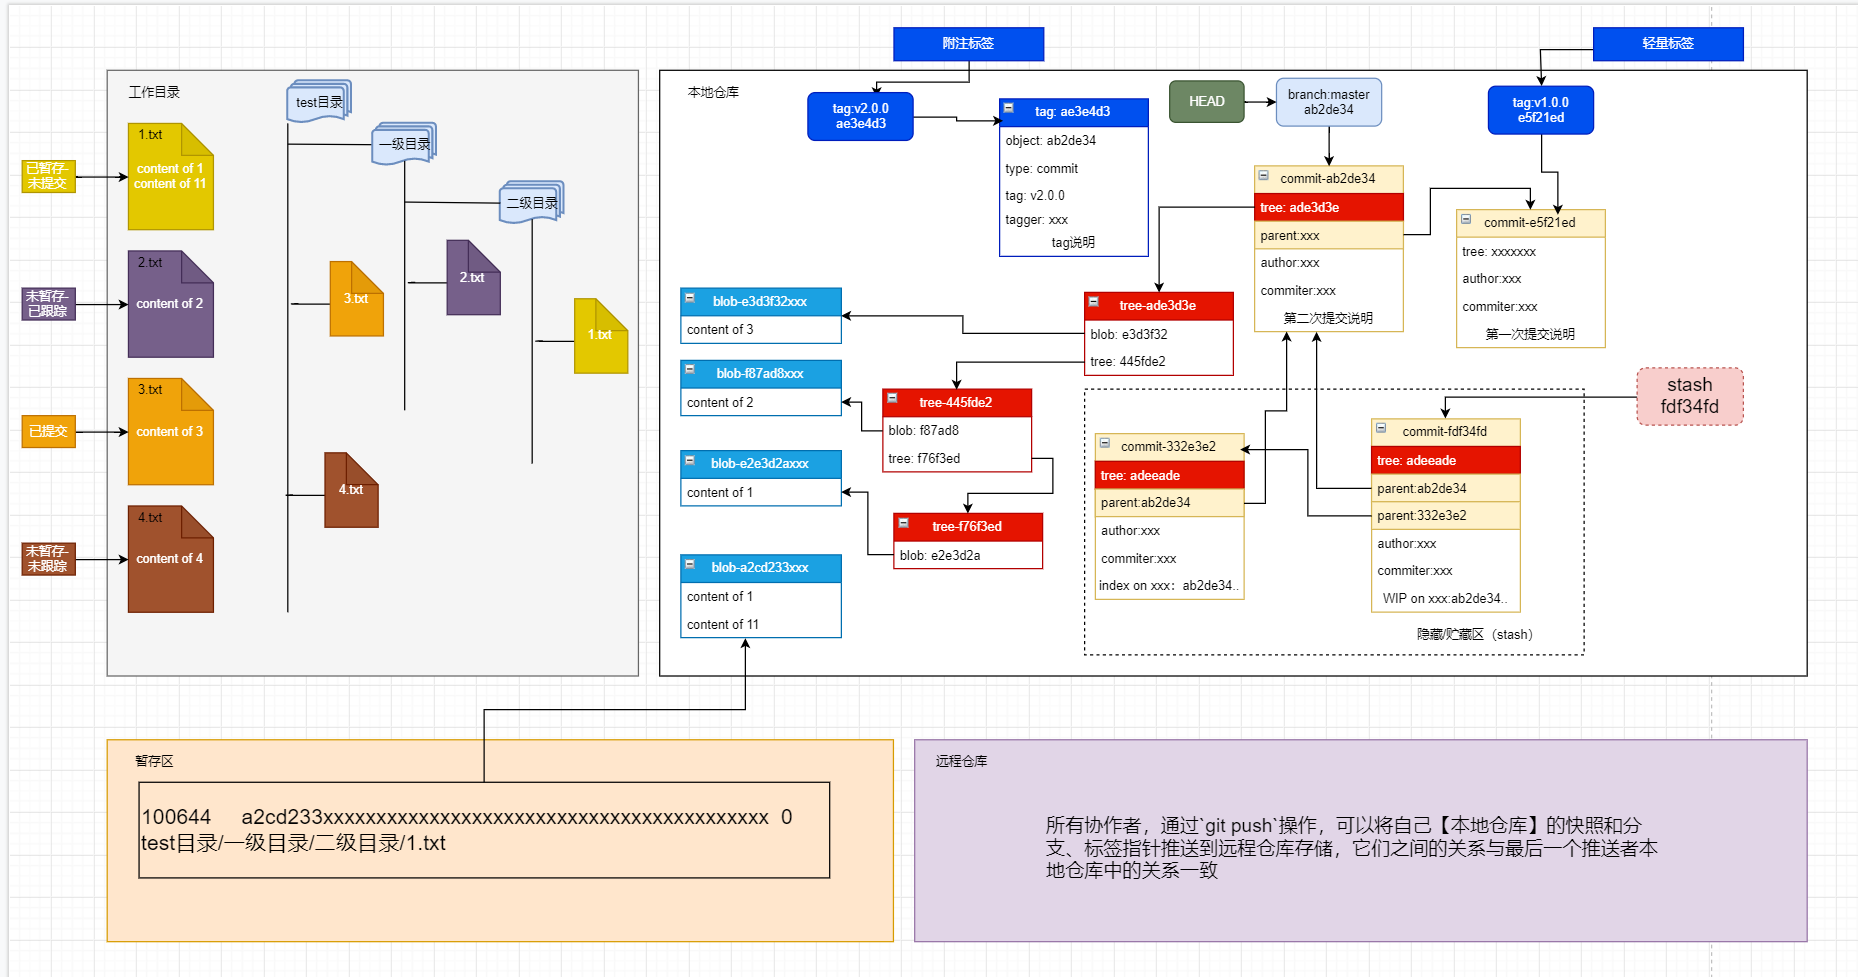 附注标签
轻量标签
工作目录
test目录
一级目录
二级目录
已暂存-
未提交
1.txt
content of 1
content of 11
未暂存-
已跟踪
2.txt
content of 2
已提交
3.txt
content of 3
未暂存-
未跟踪
4.txt
content of 4
3.txt
2.txt
1.txt
4.txt
本地仓库
tag:v2.0.0
ae3e4d3
tag: ae3e4d3
object: ab2de34
type: commit
tag: v2.0.0
tagger: xxx
tag说明
HEAD
branch:master
ab2de34
tag:v1.0.0
e5f21ed
commit-ab2de34
tree: ade3d3e
parent:xxx
author:xxx
commiter:xxx
第二次提交说明
commit-e5f21ed
tree: xxxxxxx
author:xxx
commiter:xxx
第一次提交说明
blob-e3d3f32xxx
content of 3
blob-f87ad8xxx
content of 2
blob-e2e3d2axxx
content of 1
blob-a2cd233xxx
content of 1
content of 11
tree-ade3d3e
blob: e3d3f32
tree: 445fde2
tree-445fde2
blob: f87ad8
tree: f76f3ed
tree-f76f3ed
blob: e2e3d2a
stash
fdf34fd
commit-332e3e2
tree: adeeade
parent:ab2de34
author:xxx
commiter:xxx
index on xxx：ab2de34..
commit-fdf34fd
tree: adeeade
parent:ab2de34
parent:332e3e2
author:xxx
commiter:xxx
WIP on xxx:ab2de34..
隐藏/贮藏区（stash）
暂存区
100644 a2cd233xxxxxxxxxxxxxxxxxxxxxxxxxxxxxxxxxxxxxxxxxx 0
test目录/一级目录/二级目录/1.txt
远程仓库
所有协作者，通过`git push`操作，可以将自己【本地仓库】的快照和分
支、标签指针推送到远程仓库存储，它们之间的关系与最后一个推送者本
地仓库中的关系一致